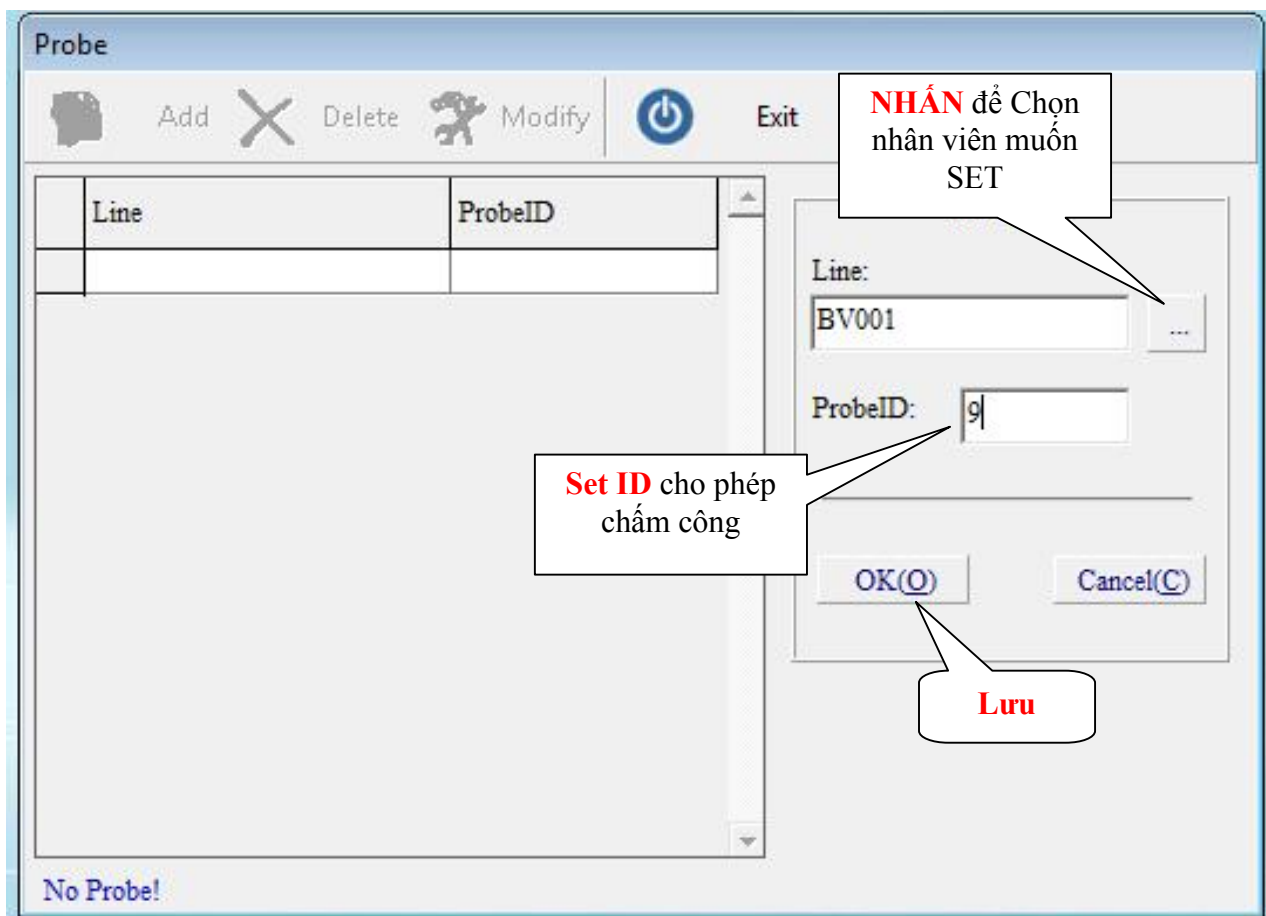 Probe
Add Delete Modify Exit
NHẤN để Chọn
nhân viên muốn
SET
Line ProbeID
Line:
BV001 ...
ProbeID: 9
Set ID cho phép
chấm công
OK(O) Cancel(C)
Lưu
No Probe!